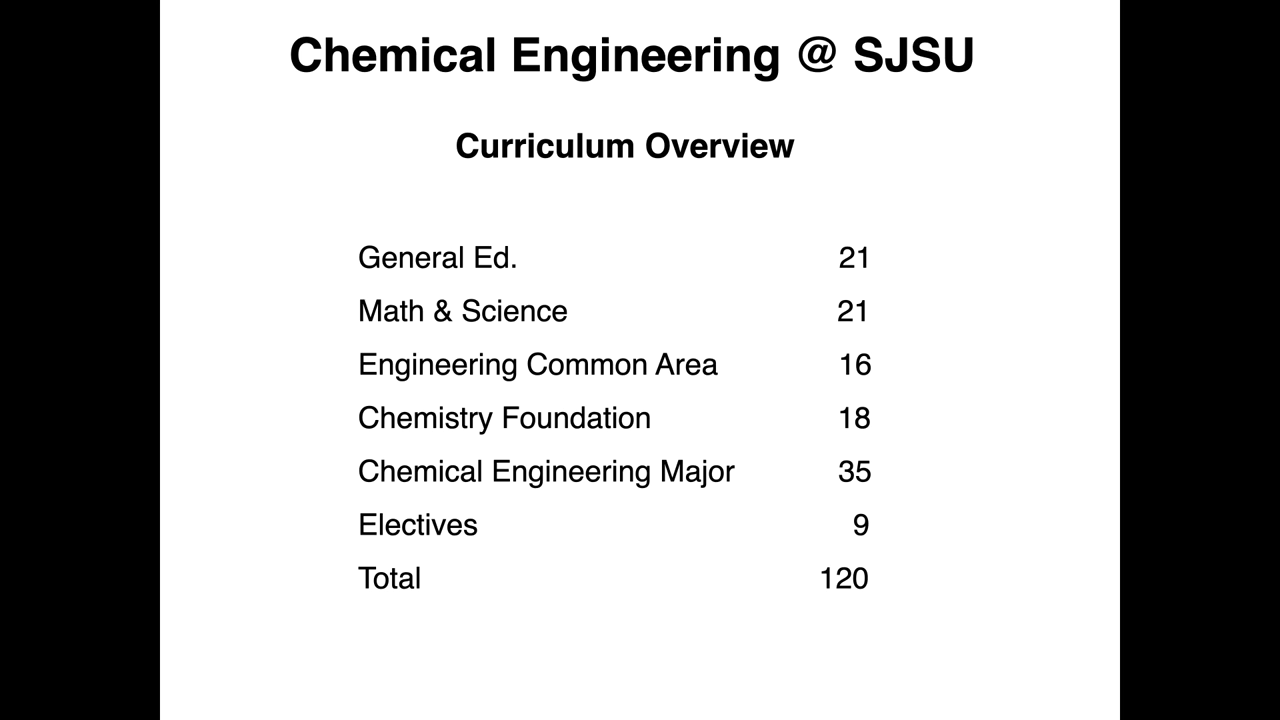 Chemical Engineering @ SJSU
Curriculum Overview
General Ed. 21
Math & Science 21
Engineering Common Area 16
Chemistry Foundation 18
Chemical Engineering Major 35
Electives 9
Total 120